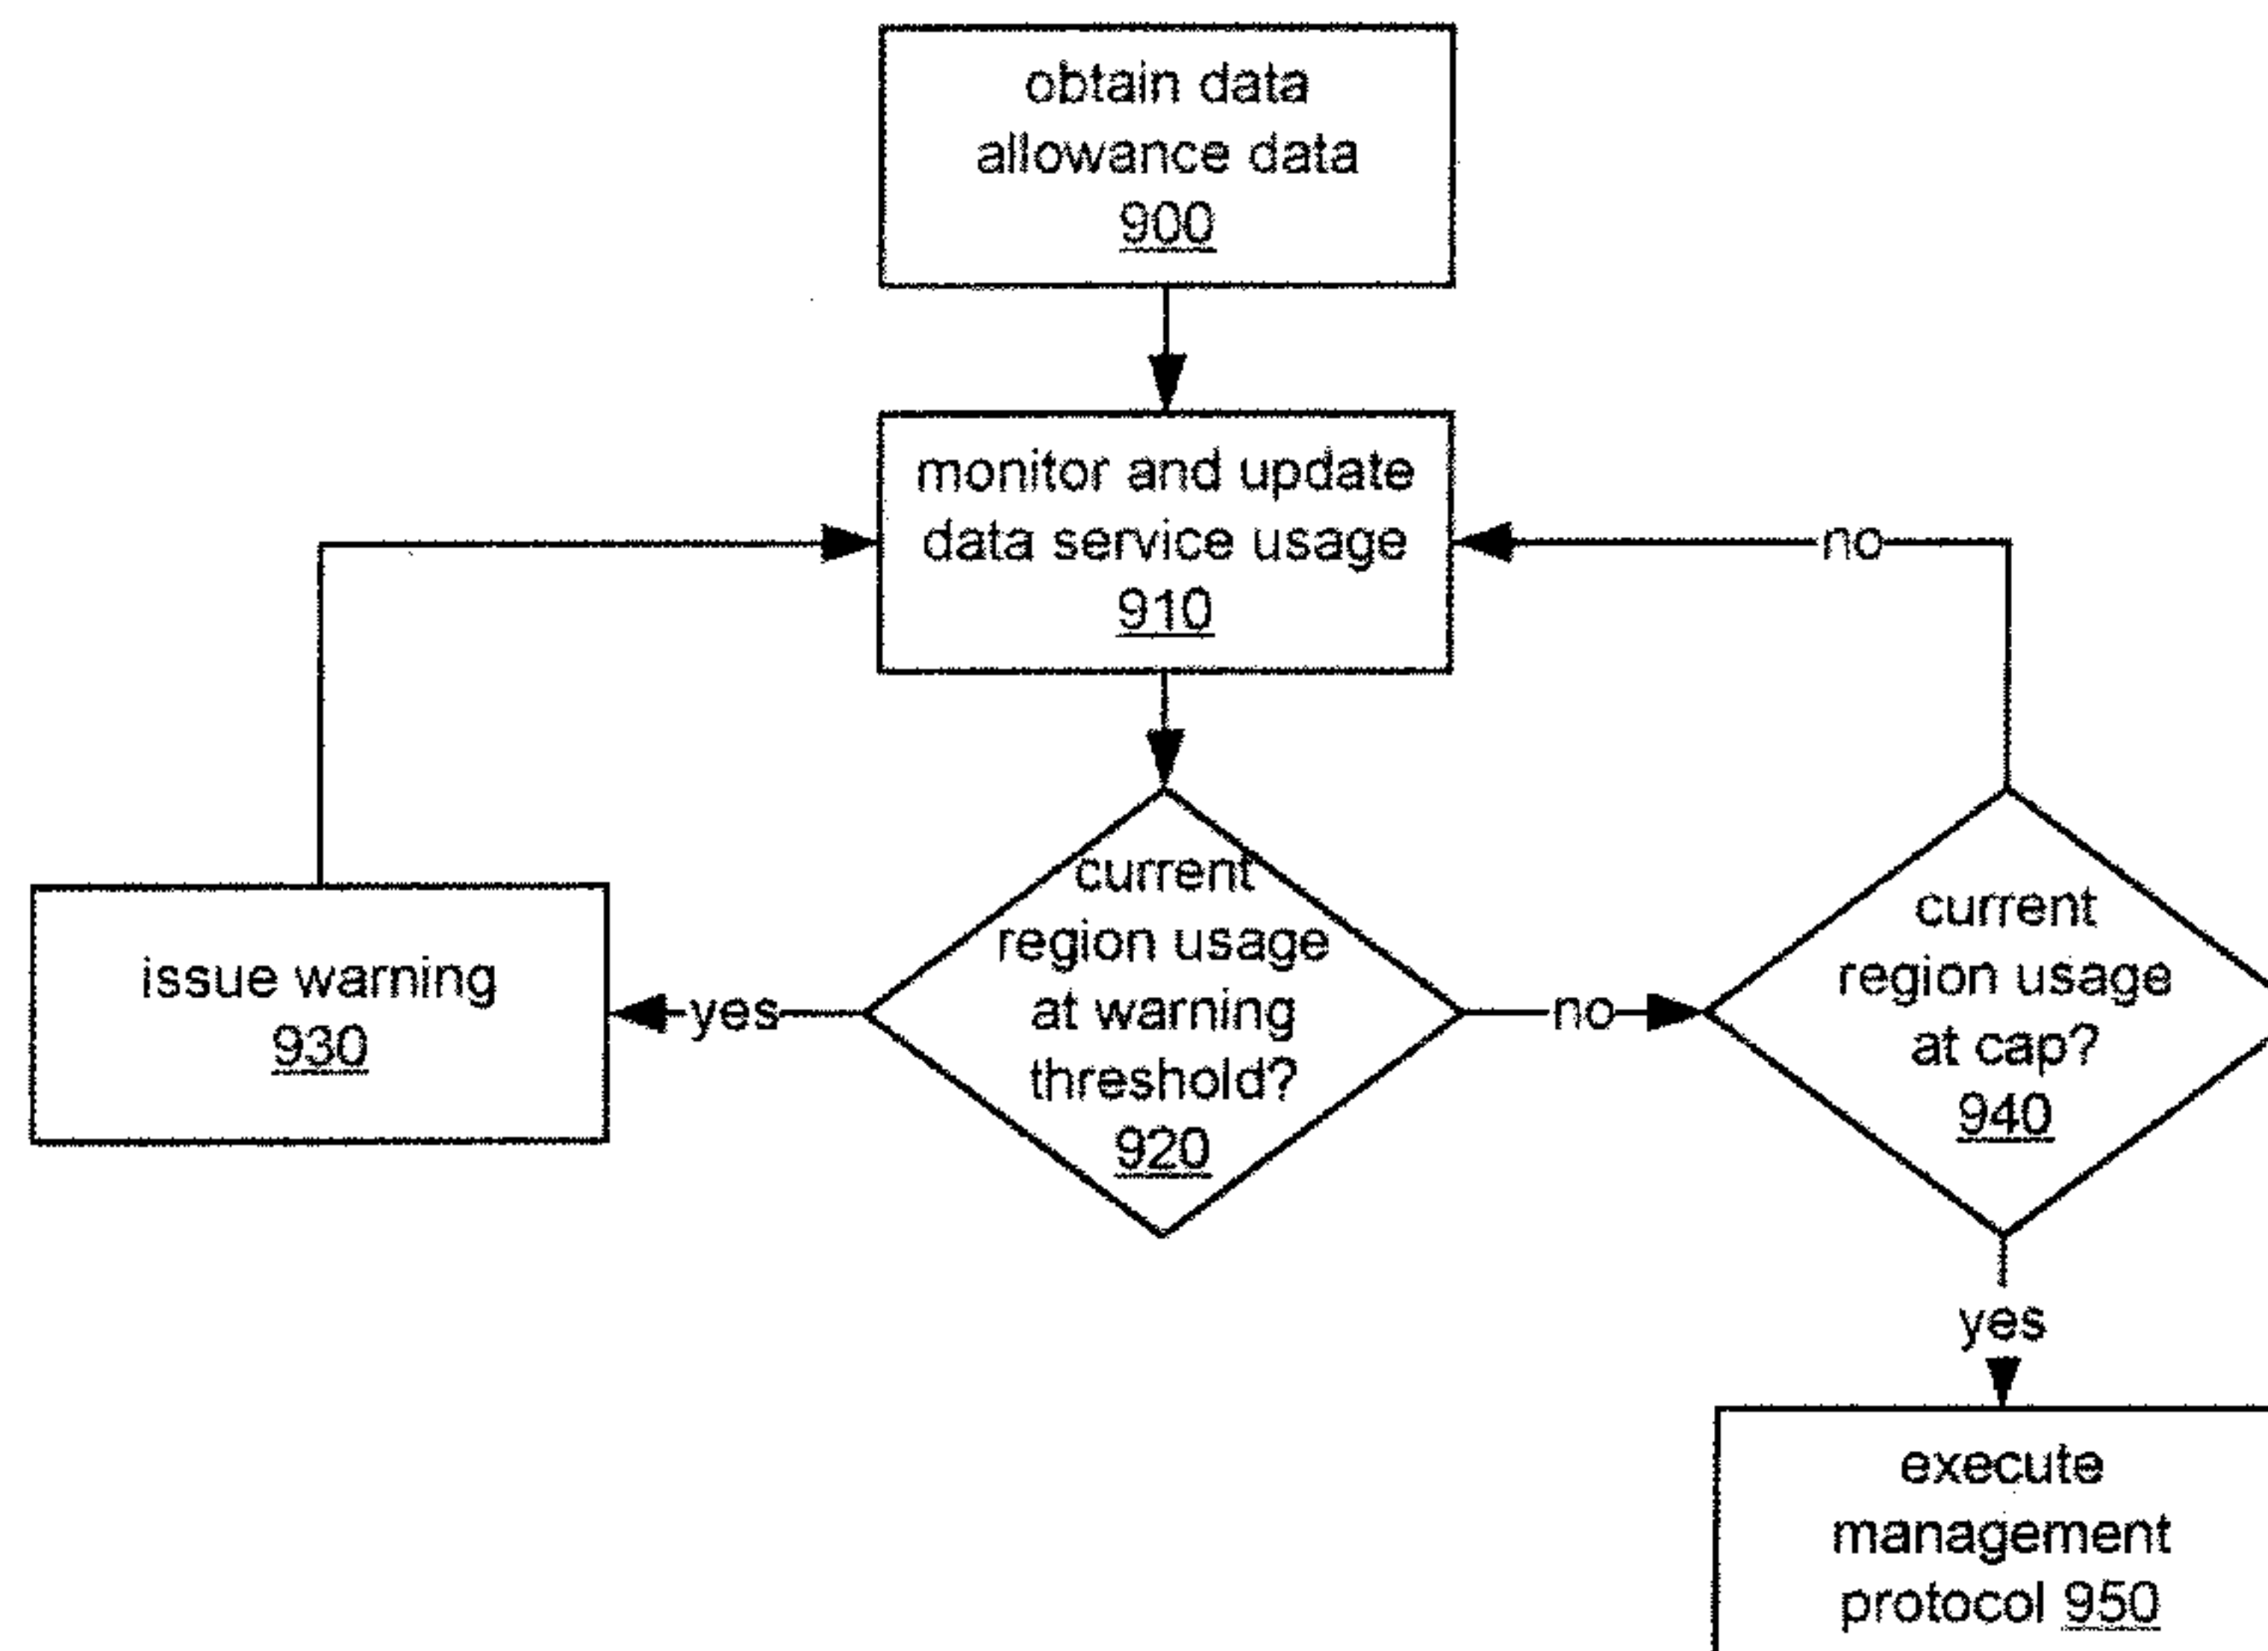 obtain data
allowance data
900
monitor and update
data service usage
910
no
current
region usage
at warning
threshold?
920
yes
issue warning
930
no
current
region usage
at cap?
940
yes
execute
management
protocol 950